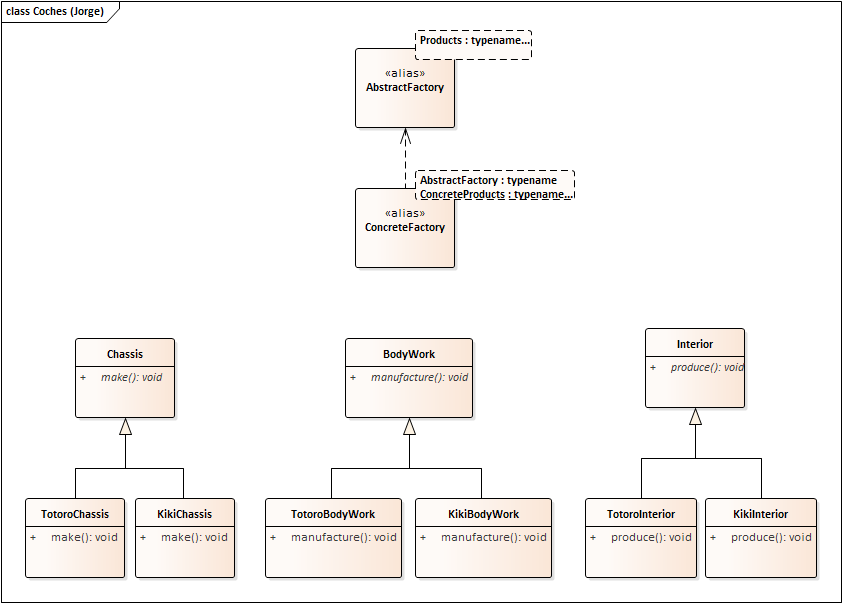 class Coches (Jorge)
Products : typename...
«alias»
AbstractFactory
AbstractFactory : typename
ConcreteProducts : typename...
«alias»
ConcreteFactory
Chassis
+ make(): void
BodyWork
+ manufacture(): void
Interior
+ produce(): void
TotoroChassis
+ make(): void
KikiChassis
+ make(): void
TotoroBodyWork
+ manufacture(): void
KikiBodyWork
+ manufacture(): void
TotoroInterior
+ produce(): void
KikiInterior
+ produce(): void